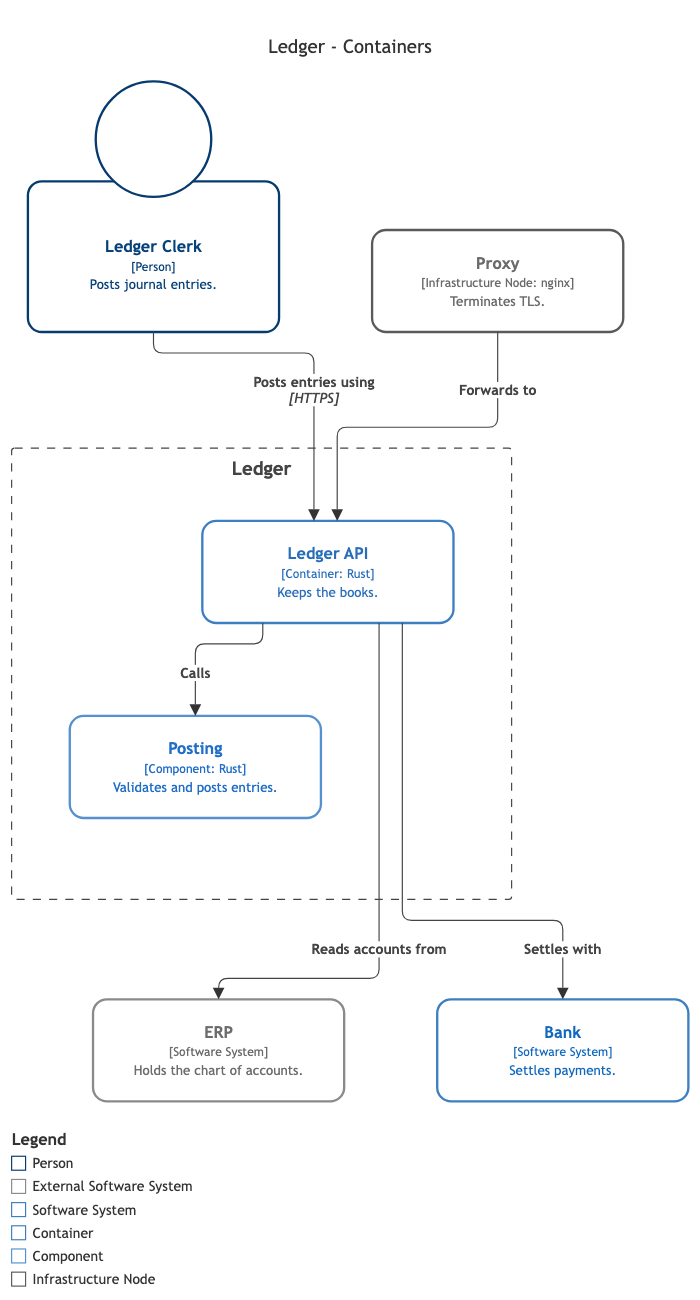 Ledger - Containers
Ledger Clerk
[Person]
Posts journal entries.
Proxy
[Infrastructure Node: nginx]
Terminates TLS.
Posts entries using
[HTTPS]
Forwards to
Ledger
Ledger API
[Container: Rust]
Keeps the books.
Calls
Posting
[Component: Rust]
Validates and posts entries.
Reads accounts from
Settles with
ERP
[Software System]
Holds the chart of accounts.
Bank
[Software System]
Settles payments.
Legend
Person
External Software System
Software System
Container
Component
Infrastructure Node